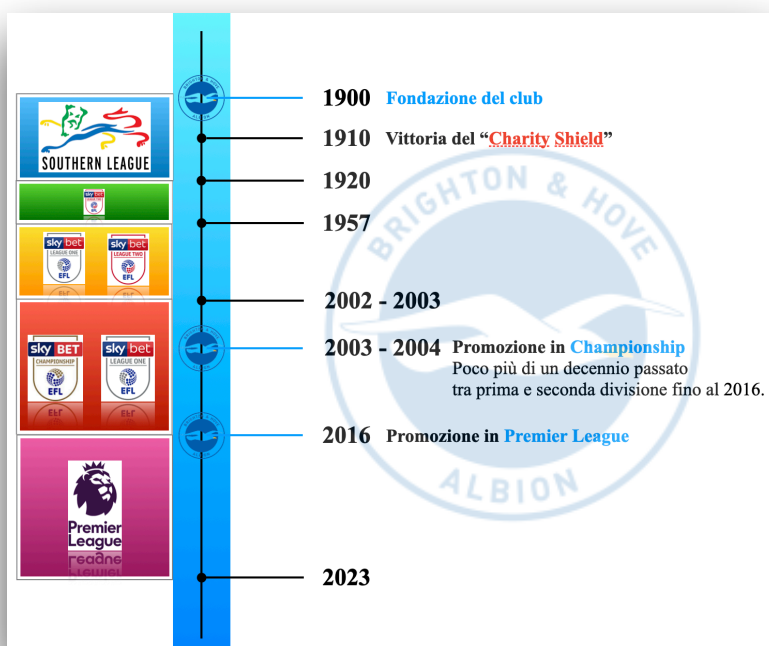 1900 Fondazione del club
SOUTHERN LEAGUE
1910 Vittoria del “Charity Shield”
1920
sky bet
EFL
1957
sky bet
LEAGUE ONE
EFL
sky bet
LEAGUE TWO
EFL
2002 - 2003
2003 - 2004 Promozione in Championship
Poco più di un decennio passato
tra prima e seconda divisione fino al 2016.
sky BET
CHAMPIONSHIP
EFL
sky bet
LEAGUE ONE
EFL
2016 Promozione in Premier League
Premier
League
2023
BRIGHTON & HOVE
ALBION